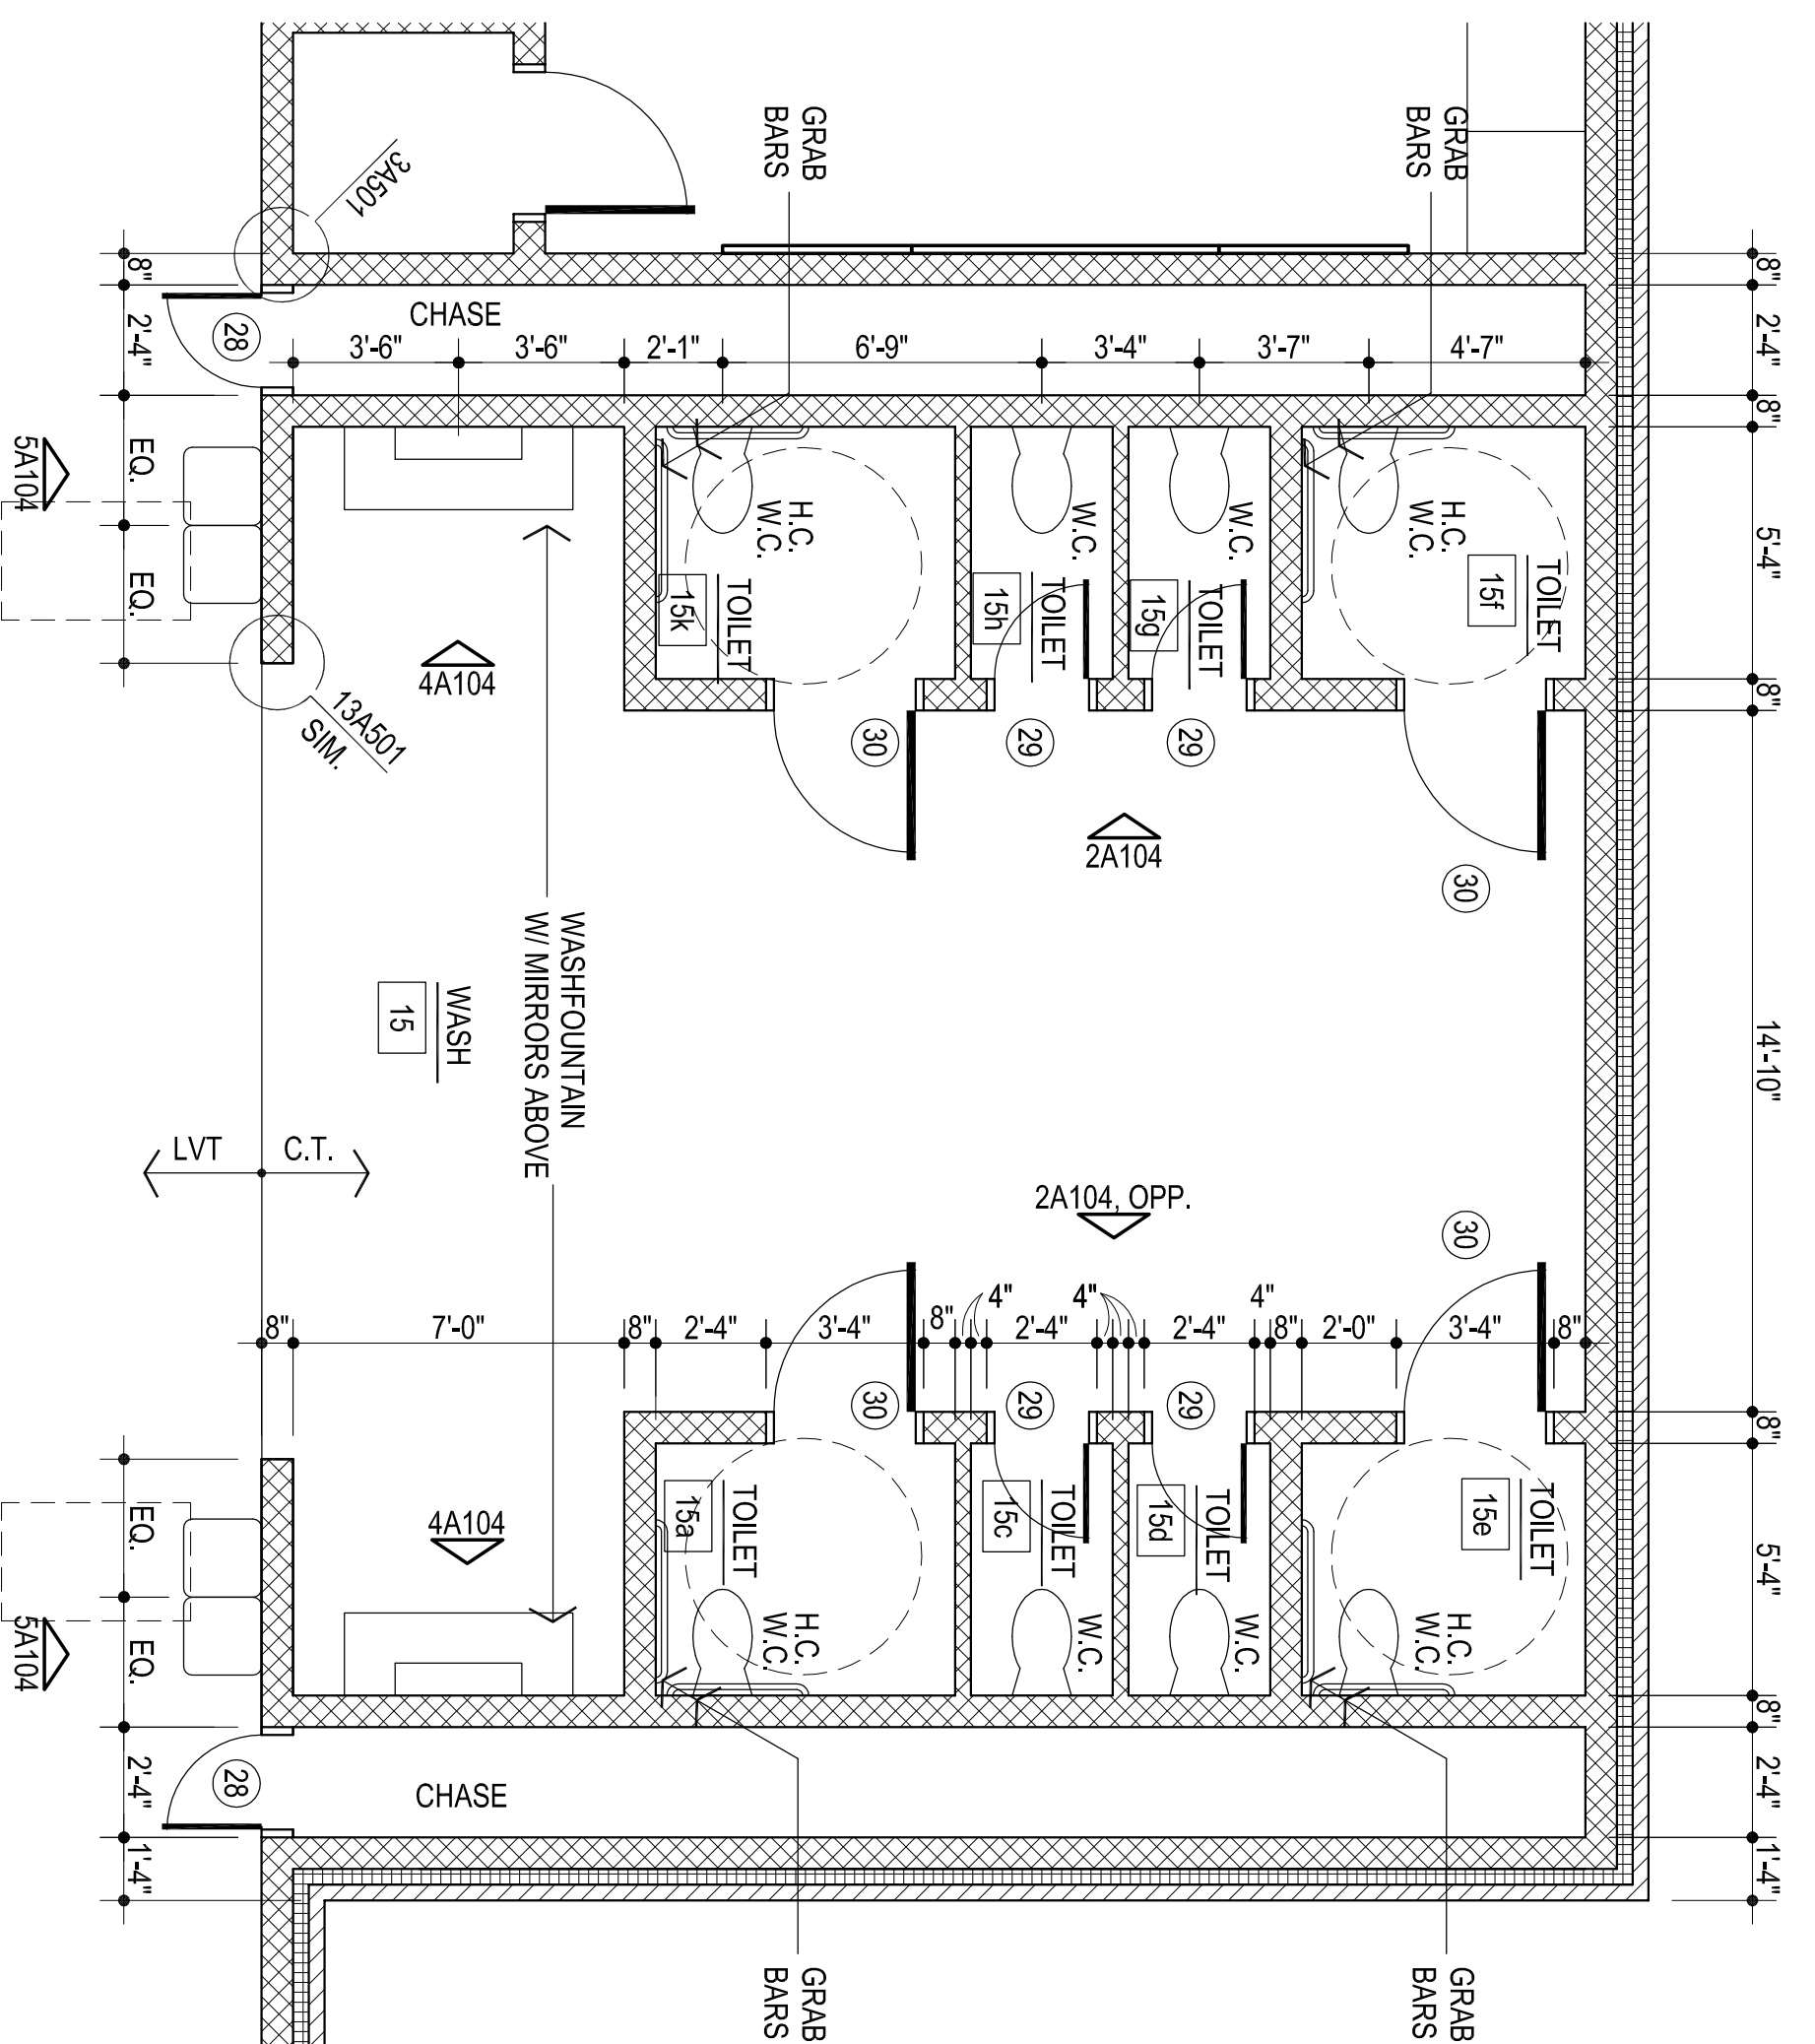 GRAB
BARS
GRAB
BARS
3A501
8"
2'-4"
8"
5'-4"
8"
14'-10"
8"
5'-4"
8"
2'-4"
1'-4"
8"
2'-4"
EQ.
EQ.
28
CHASE
3'-6"
3'-6"
2'-1"
6'-9"
3'-4"
3'-7"
4'-7"
5A104
H.C.
W.C.
W.C.
W.C.
H.C.
W.C.
TOILET
15k
TOILET
15h
TOILET
15g
TOILET
15f
4A104
13A501
SIM.
30
29
29
30
2A104
WASHFOUNTAIN
W/ MIRRORS ABOVE
WASH
15
LVT
C.T.
2A104, OPP.
30
8"
7'-0"
8"
2'-4"
3'-4"
8"
4"
2'-4"
4"
2'-4"
4"
8"
2'-0"
3'-4"
8"
30
29
29
4A104
TOILET
15a
TOILET
15c
TOILET
15d
TOILET
15e
H.C.
W.C.
W.C.
W.C.
H.C.
W.C.
EQ.
EQ.
5A104
2'-4"
1'-4"
28
CHASE
GRAB
BARS
GRAB
BARS